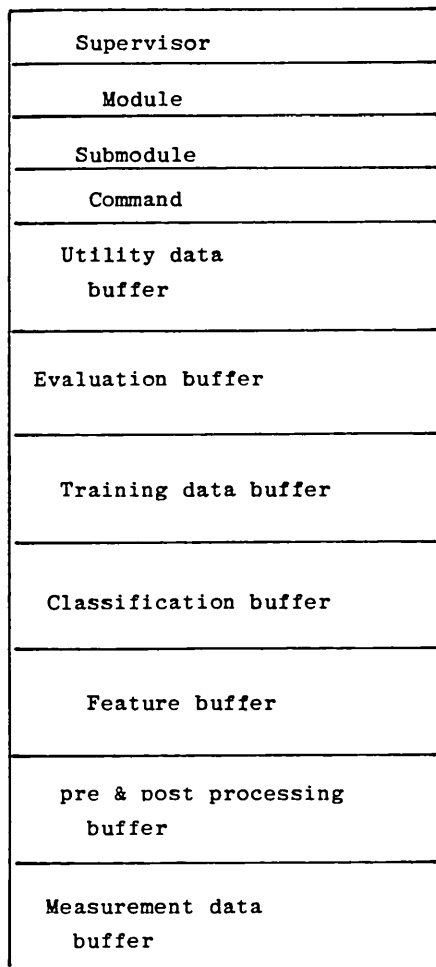 Supervisor
Module
Submodule
Command
Utility data
buffer
Evaluation buffer
Training data buffer
Classification buffer
Feature buffer
pre & post processing
buffer
Measurement data
buffer